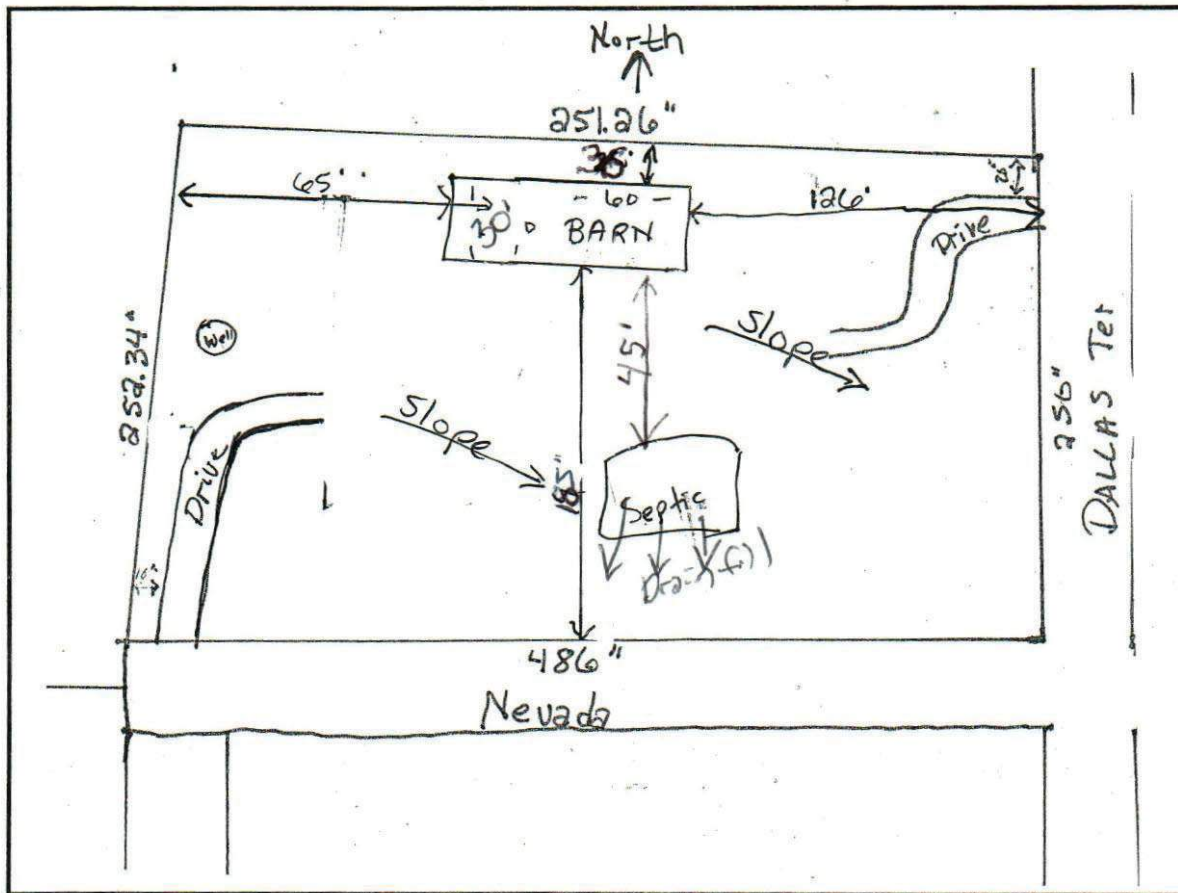 North
251.26"
65'
- 60 -
126'
30'
BARN
Drive
Well
252.34"
45'
Slope
Slope
256"
DALLAS Ter
Drive
185"
Septic
486"
Nevada